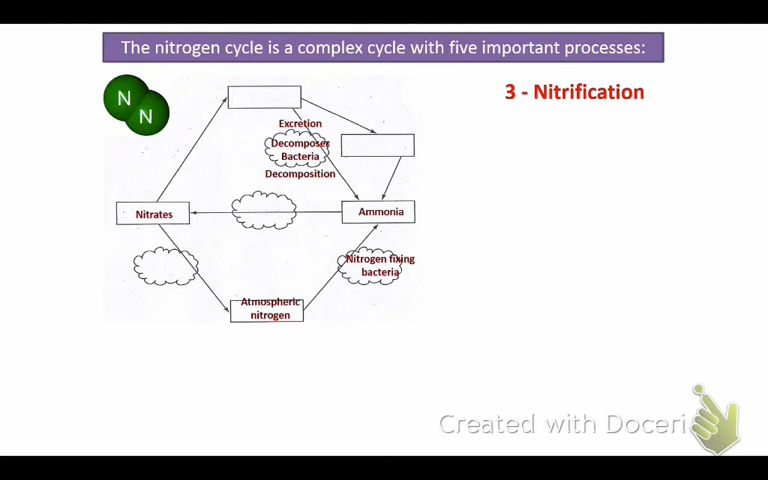 The nitrogen cycle is a complex cycle with five important processes:
3 - Nitrification
N
N
Excretion
Decomposer
Bacteria
Decomposition
Nitrates
Ammonia
Nitrogen fixing
bacteria
Atmospheric
nitrogen
Created with Doceri